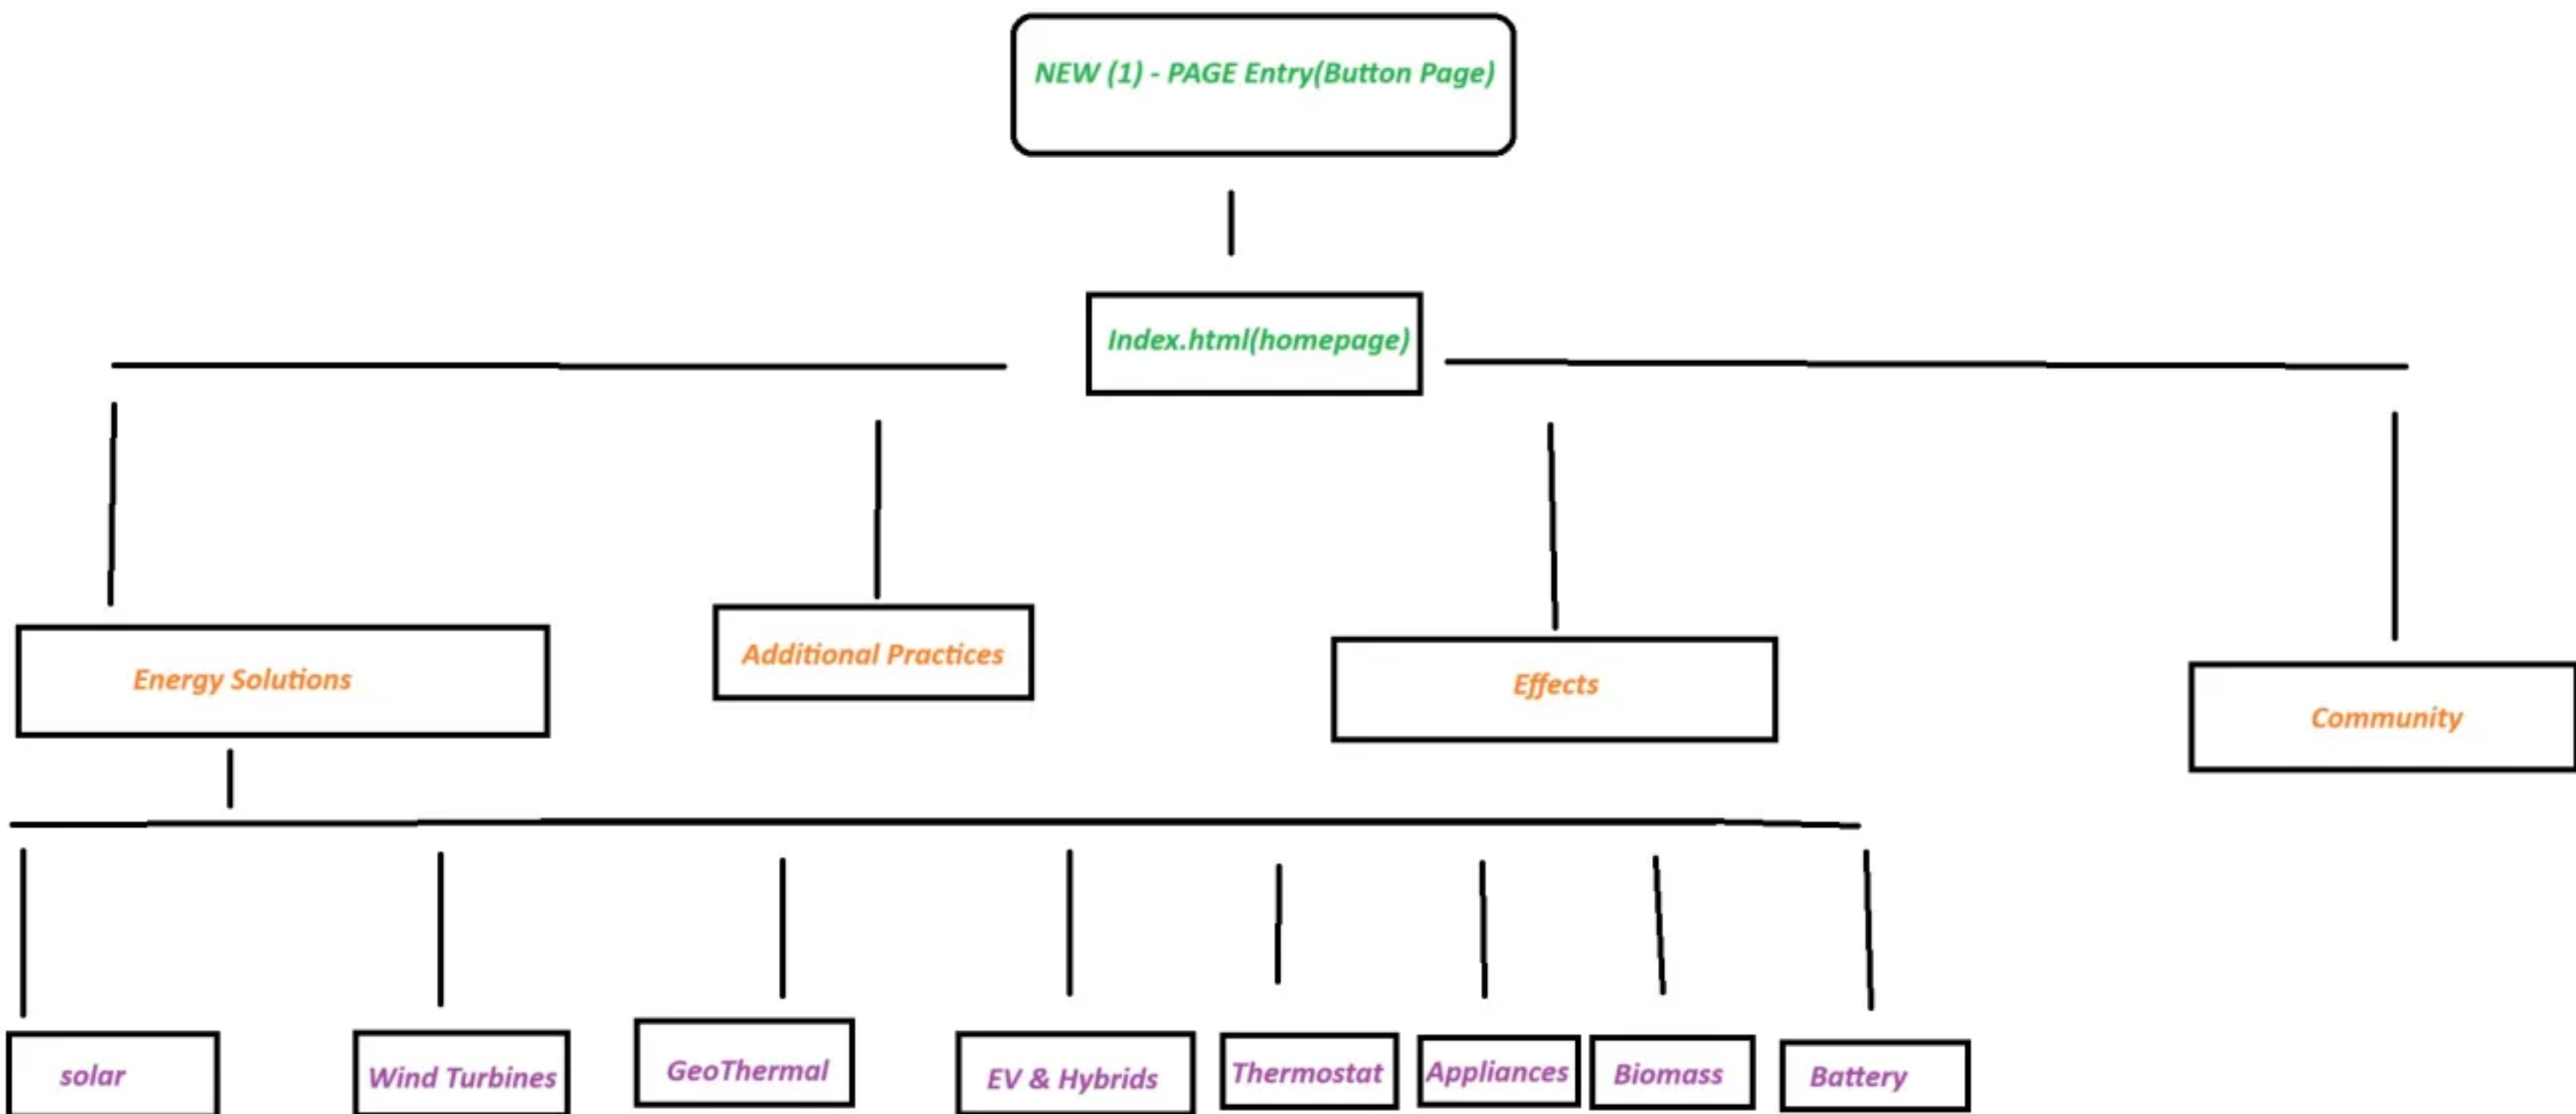 NEW (1) - PAGE Entry(Button Page)
Index.html(homepage)
Energy Solutions
Additional Practices
Effects
Community
solar
Wind Turbines
GeoThermal
EV & Hybrids
Thermostat
Appliances
Biomass
Battery